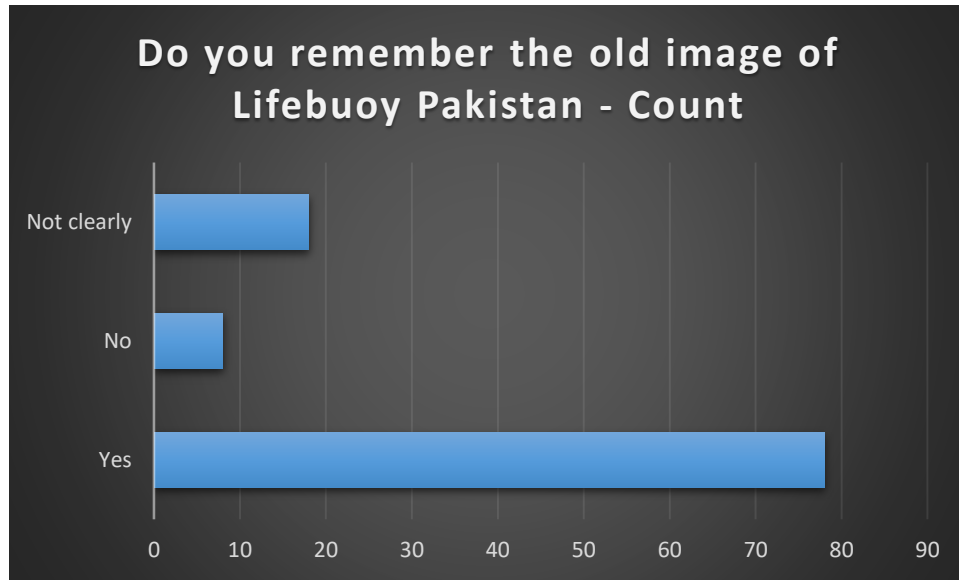 Do you remember the old image of
Lifebuoy Pakistan - Count
Not clearly
No
Yes
0 10 20 30 40 50 60 70 80 90